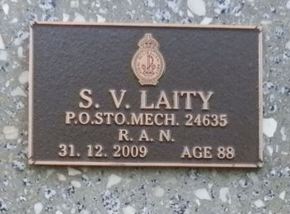 S. V. LAITY
P.O.STO.MECH. 24635
R. A. N.
31. 12. 2009 AGE 88